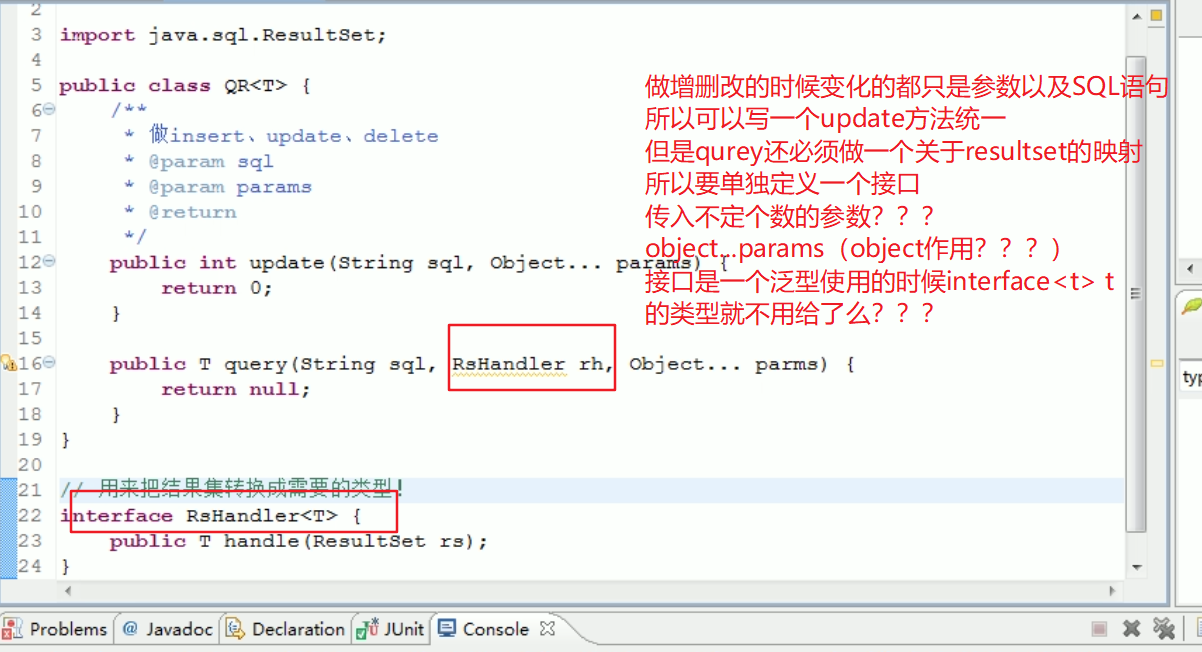 2
3 import java.sql.ResultSet;
4
5 public class QR<T> {
6 /**
7 * 做insert、update、delete
8 * @param sql
9 * @param params
10 * @return
11 */
12 public int update(String sql, Object... params) {
13 return 0;
14 }
15
16 public T query(String sql, RsHandler rh, Object... parms) {
17 return null;
18 }
19 }
20
21 // 用来把结果集转换成需要的类型!
22 interface RsHandler<T> {
23 public T handle(ResultSet rs);
24 }
做增删改的时候变化的都只是参数以及SQL语句
所以可以写一个update方法统一
但是qurey还必须做一个关于resultset的映射
所以要单独定义一个接口
传入不定个数的参数？？？
object...params（object作用？？？）
接口是一个泛型使用的时候interface<t> t
的类型就不用给了么？？？
typ
Problems @ Javadoc Declaration JUnit Console